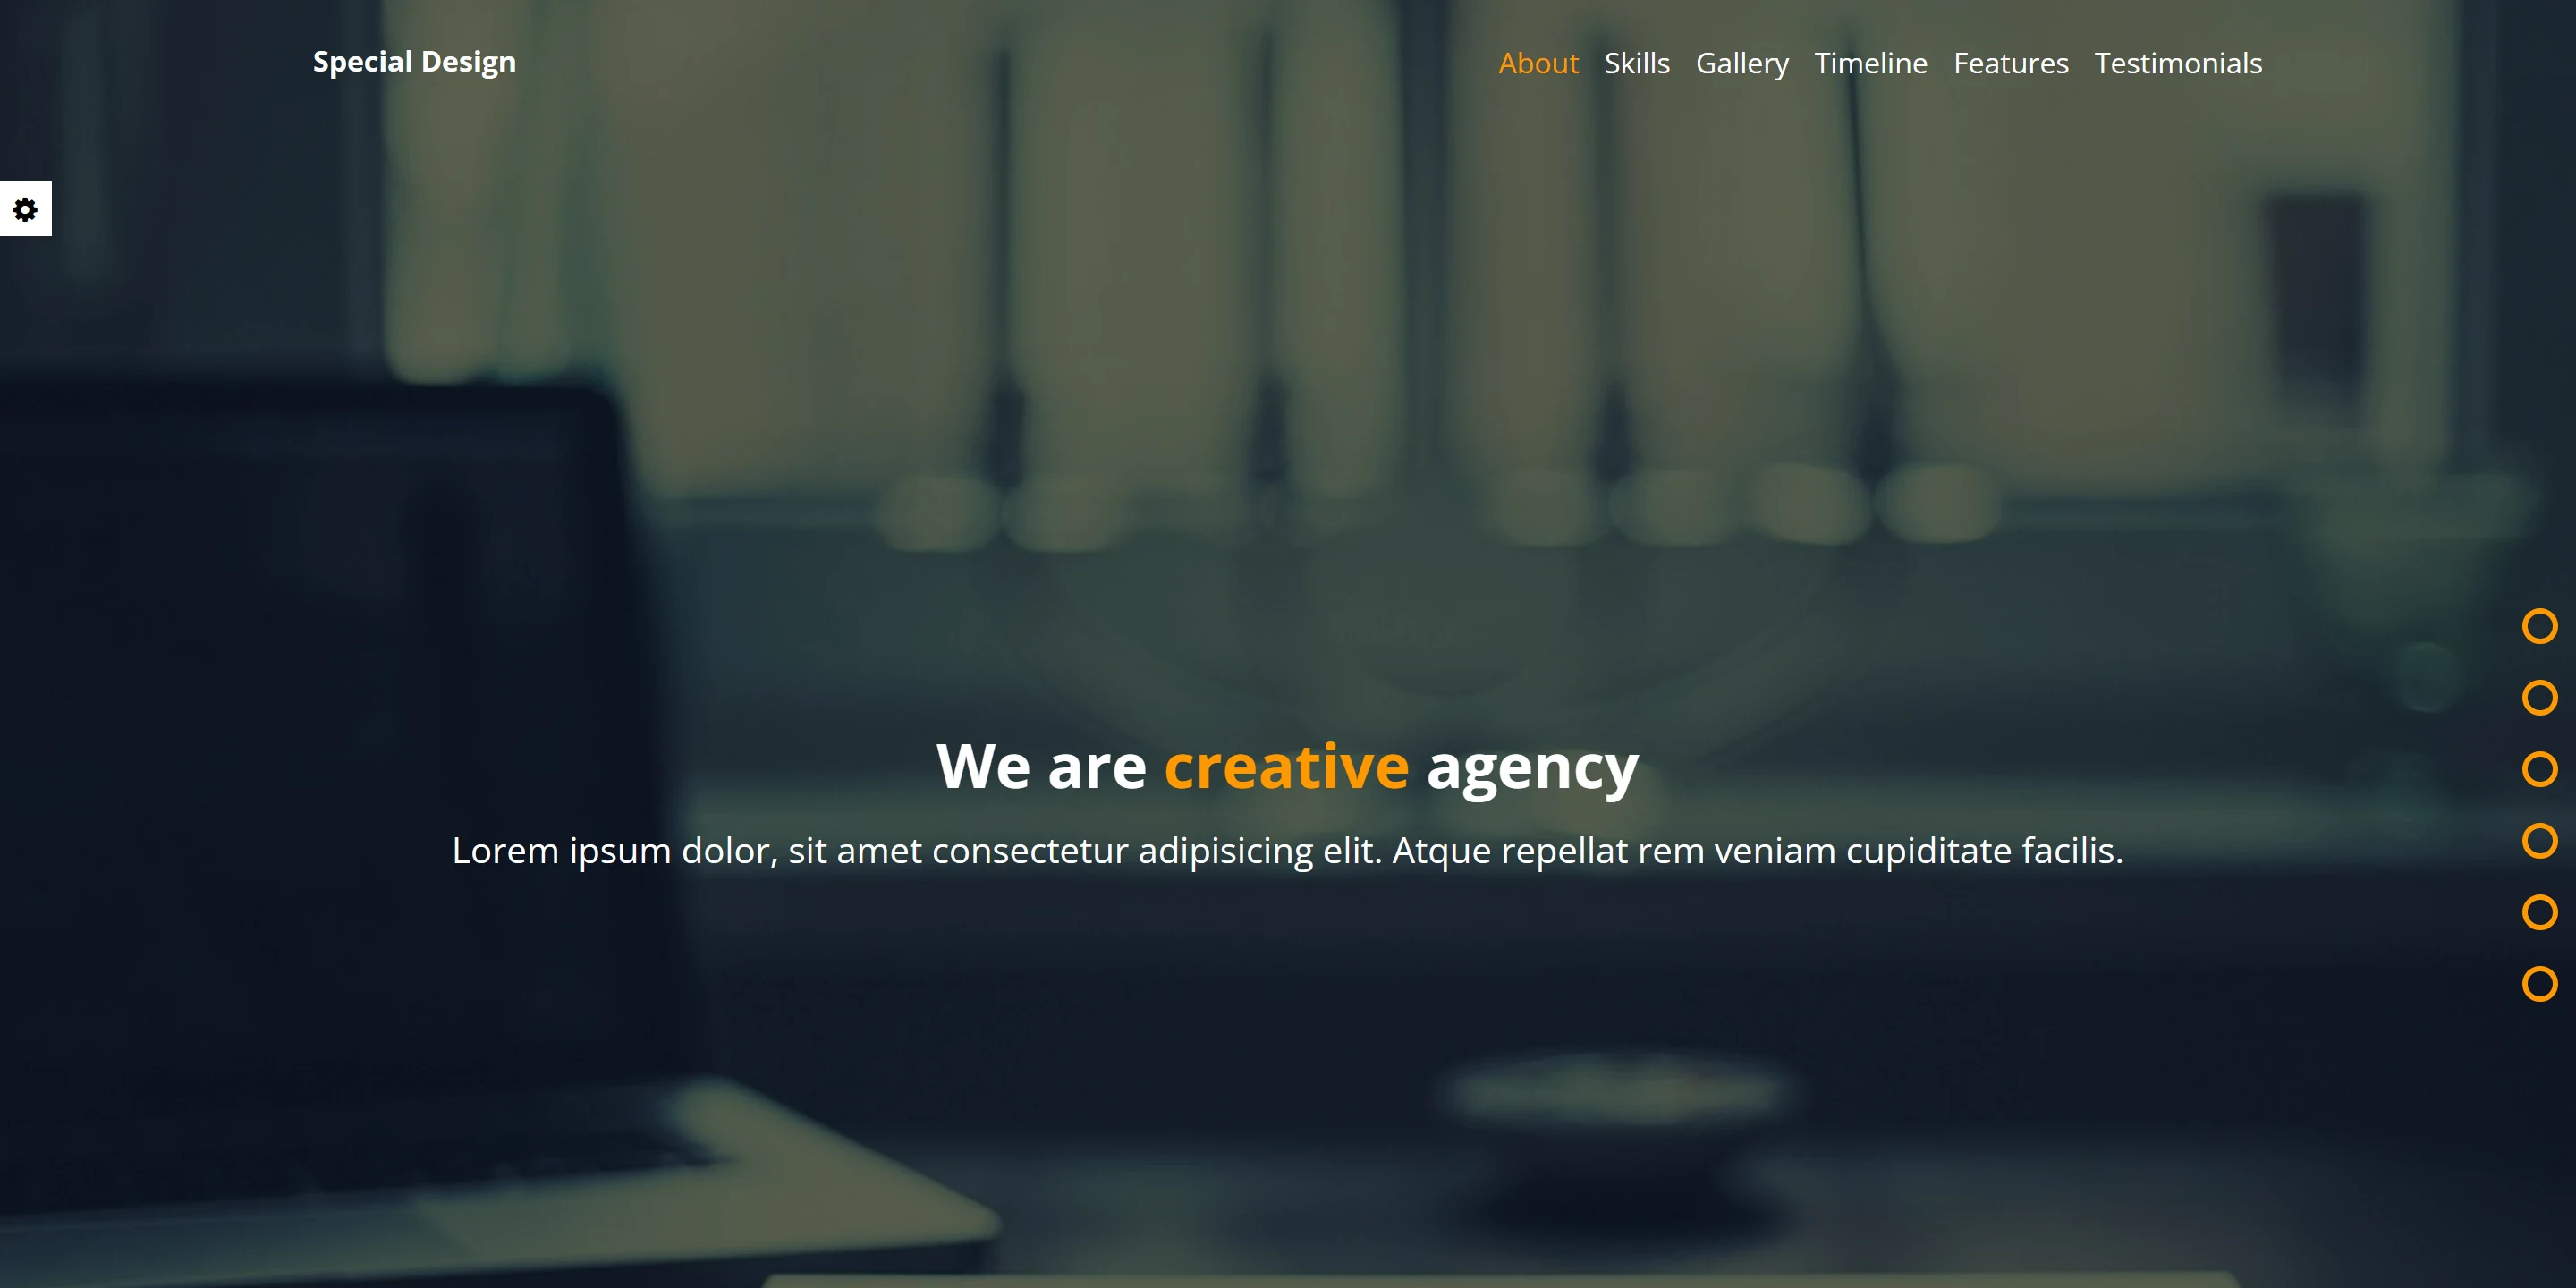 Special Design
About Skills Gallery Timeline Features Testimonials
We are creative agency
Lorem ipsum dolor, sit amet consectetur adipisicing elit. Atque repellat rem veniam cupiditate facilis.